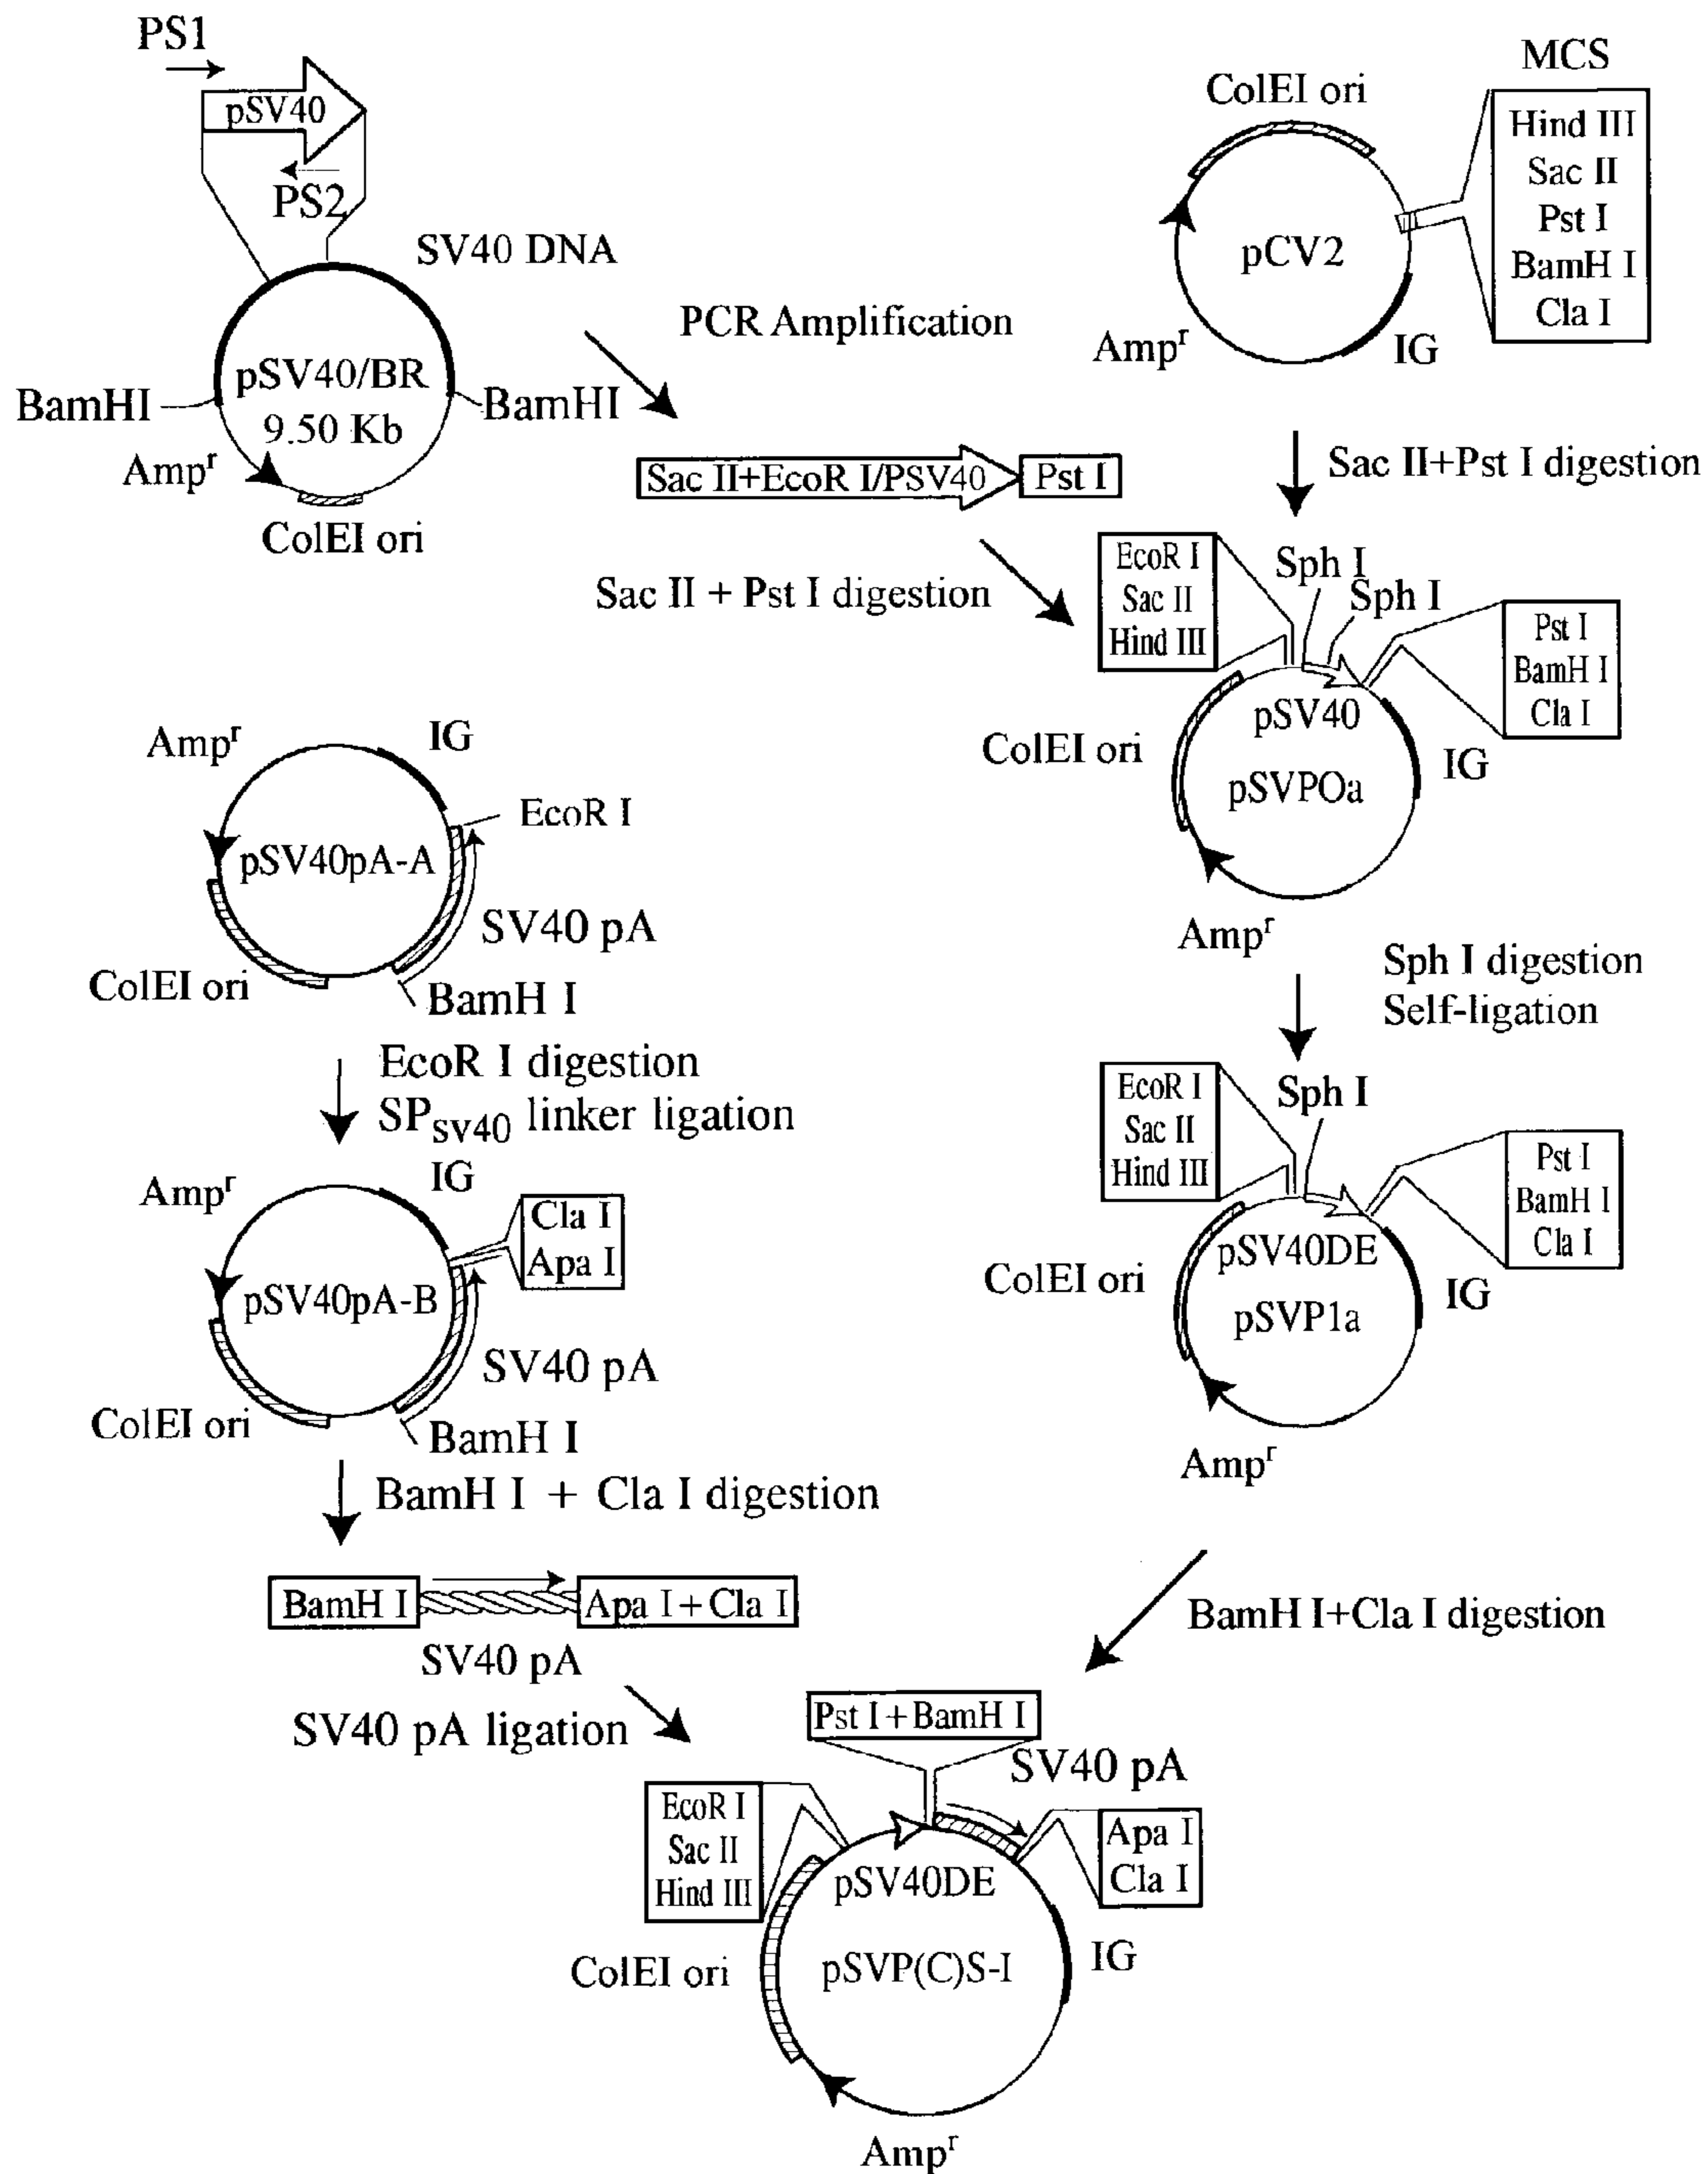 PS1
pSV40
PS2
SV40 DNA
pSV40/BR
9.50 Kb
BamHI
BamHI
Ampʳ
ColEI ori
PCR Amplification
Sac II+EcoR I/PSV40
Pst I
Sac II + Pst I digestion
MCS
Hind III
Sac II
Pst I
BamH I
Cla I
ColEI ori
pCV2
Ampʳ
IG
Sac II+Pst I digestion
EcoR I
Sac II
Hind III
Sph I
Sph I
Pst I
BamH I
Cla I
pSV40
pSVPOa
ColEI ori
IG
Ampʳ
Sph I digestion
Self-ligation
Ampʳ
IG
EcoR I
pSV40pA-A
SV40 pA
ColEI ori
BamH I
EcoR I digestion
SPSV40 linker ligation
Ampʳ
IG
Cla I
Apa I
pSV40pA-B
SV40 pA
ColEI ori
BamH I
BamH I + Cla I digestion
BamH I
Apa I+Cla I
SV40 pA
SV40 pA ligation
EcoR I
Sac II
Hind III
Sph I
Pst I
BamH I
Cla I
pSV40DE
pSVP1a
ColEI ori
IG
Ampʳ
BamH I+Cla I digestion
Pst I+BamH I
SV40 pA
EcoR I
Sac II
Hind III
Apa I
Cla I
pSV40DE
pSVP(C)S-I
ColEI ori
IG
Ampʳ